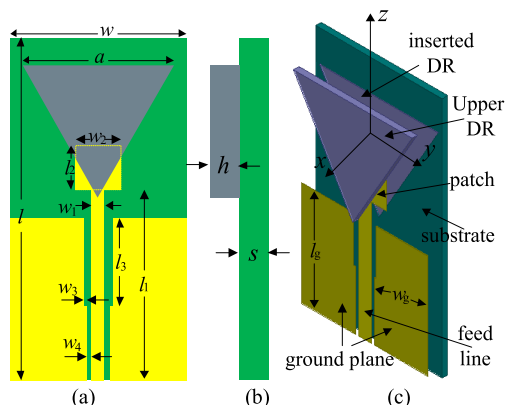 w
a
w2
l2
w1
l
l3
l1
w3
w4
(a)
h
s
(b)
z
inserted
DR
Upper
DR
x
y
patch
substrate
lg
wg
feed
line
ground plane
(c)